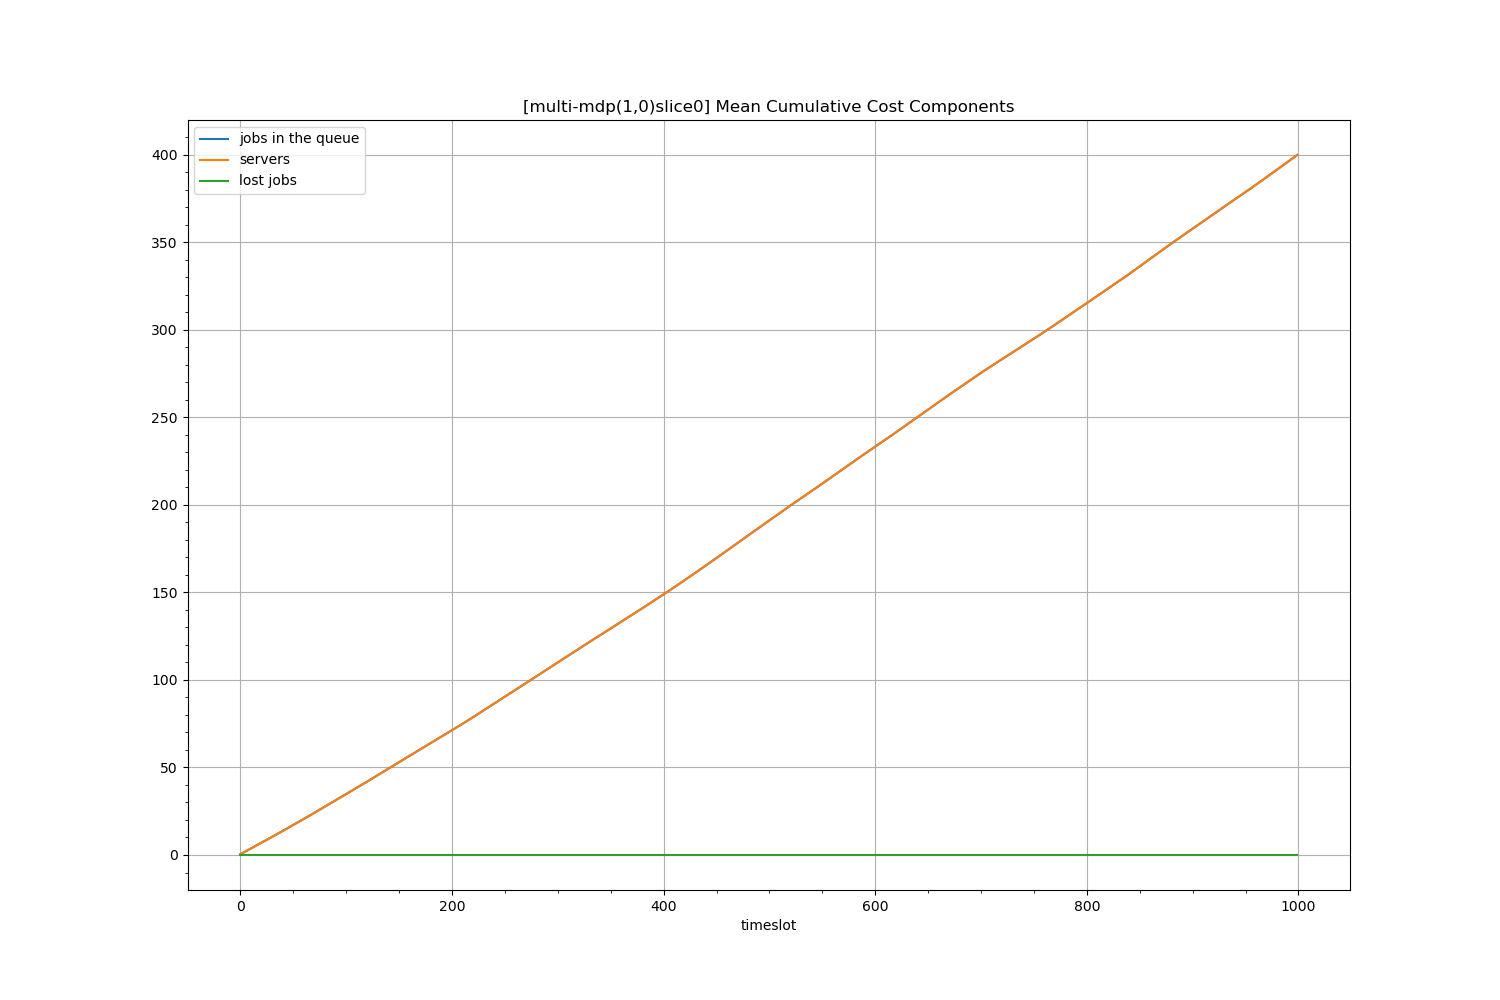 [multi-mdp(1,0)slice0] Mean Cumulative Cost Components
jobs in the queue
servers
lost jobs
400
350
300
250
200
150
100
50
0
0 200 400 600 800 1000
timeslot